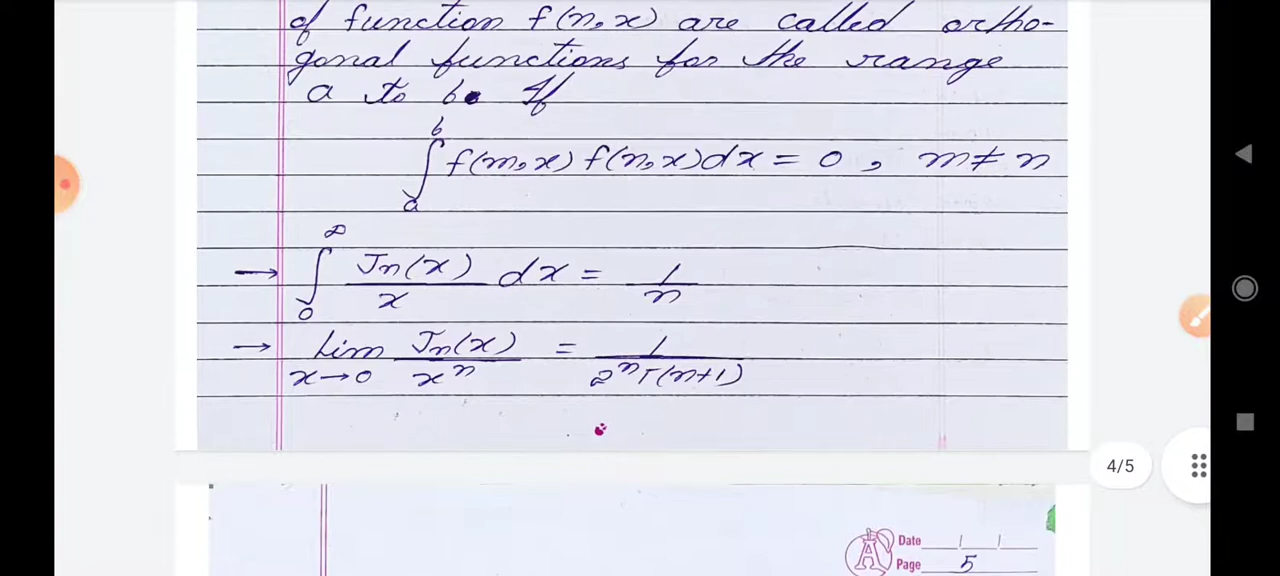 of function f(n,x) are called ortho-
gonal functions for the range
a to b. If
∫_a^b f(m,x) f(n,x)dx = 0, m ≠ n
→ ∫_0^∞ Jn(x)/x dx = 1/n
→ Lim_{x→0} Jn(x)/x^n = 1/(2^n Γ(n+1))
4/5
A Date
Page 5